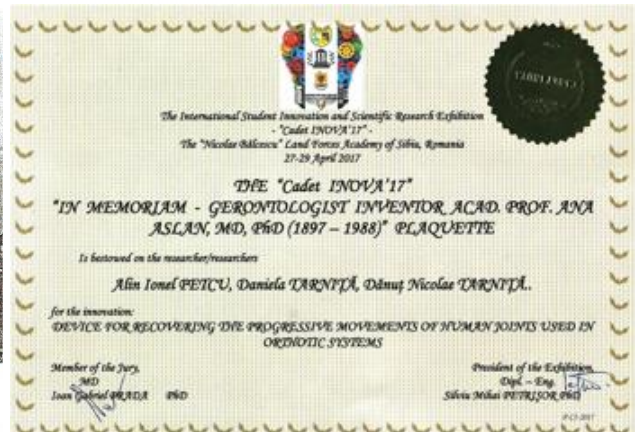 The International Student Innovation and Scientific Research Exhibition
- "Cadet INOVA'17" -
The "Nicolae Bălcescu" Land Forces Academy of Sibiu, Romania
27-29 April 2017
THE "Cadet INOVA'17"
"IN MEMORIAM - GERONTOLOGIST INVENTOR ACAD. PROF. ANA
ASLAN, MD, PhD (1897 – 1988)" PLAQUETTE
Is bestowed on the researcher/researchers
Alin Ionel PETCU, Daniela TARNIŢĂ, Dănuţ Nicolae TARNIŢĂ..
for the innovation:
DEVICE FOR RECOVERING THE PROGRESSIVE MOVEMENTS OF HUMAN JOINTS USED IN
ORTHOTIC SYSTEMS
Member of the Jury,
MD
Ioan Gabriel PRADA PhD
President of the Exhibition,
Dipl. – Eng.
Silviu Mihai PETRIŞOR PhD